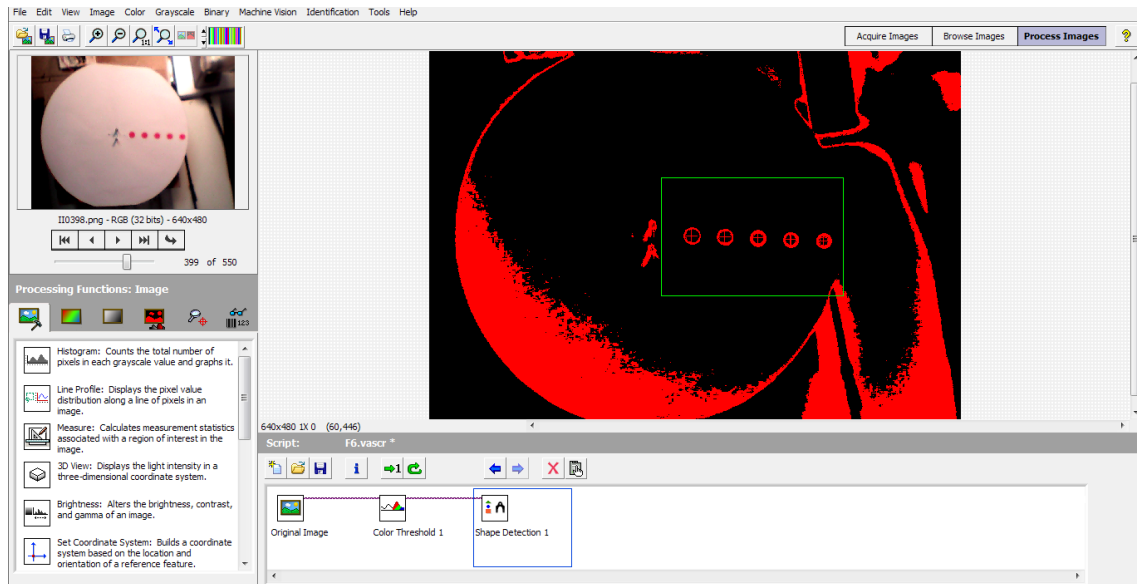 File Edit View Image Color Grayscale Binary Machine Vision Identification Tools Help
1:1
Acquire Images Browse Images Process Images ?
II0398.png - RGB (32 bits) - 640x480
399 of 550
Processing Functions: Image
123
Histogram: Counts the total number of
pixels in each grayscale value and graphs it.
Line Profile: Displays the pixel value
distribution along a line of pixels in an
image.
Measure: Calculates measurement statistics
associated with a region of interest in the
image.
3D View: Displays the light intensity in a
three-dimensional coordinate system.
Brightness: Alters the brightness, contrast,
and gamma of an image.
Set Coordinate System: Builds a coordinate
system based on the location and
orientation of a reference feature.
640x480 1X 0 (60,446)
Script: F6.vascr *
i 1 X
Original Image Color Threshold 1 Shape Detection 1